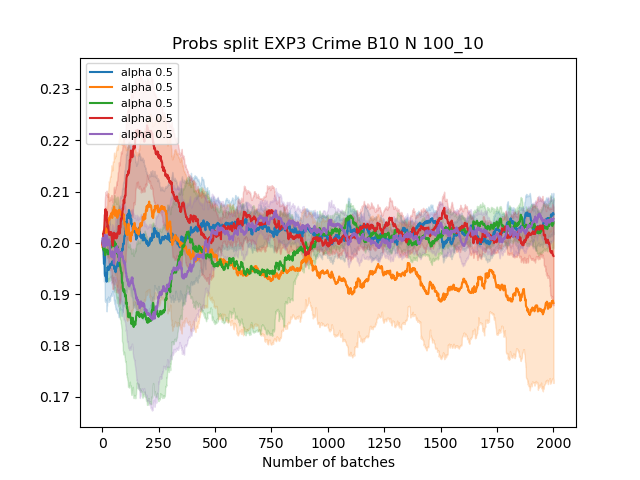 Probs split EXP3 Crime B10 N 100_10
alpha 0.5
alpha 0.5
alpha 0.5
alpha 0.5
alpha 0.5
0.23
0.22
0.21
0.20
0.19
0.18
0.17
0 250 500 750 1000 1250 1500 1750 2000
Number of batches